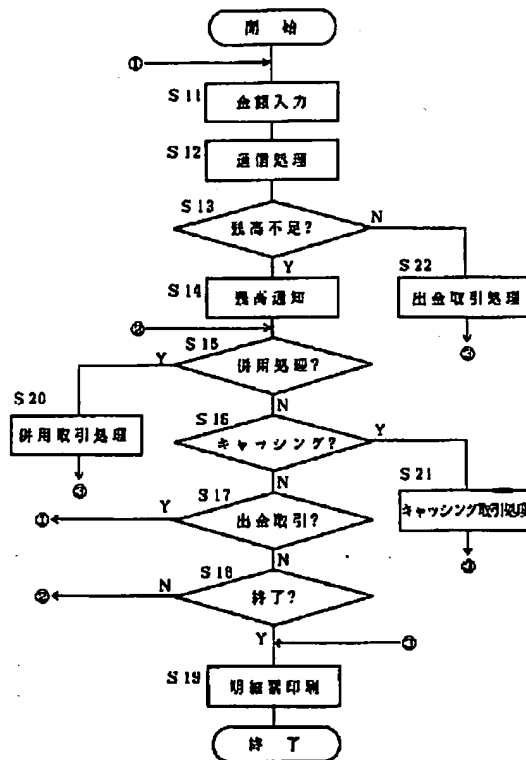 開始
①
S11
金額入力
S12
通信処理
S13
残高不足?
N
Y
S22
出金取引処理
③
S14
残高通知
②
S15
併用処理?
Y
N
S20
併用取引処理
③
S16
キャッシング?
Y
N
S21
キャッシング取引処理
S17
出金取引?
Y
①
N
S18
終了?
N
②
Y
S19
明細票印刷
終了